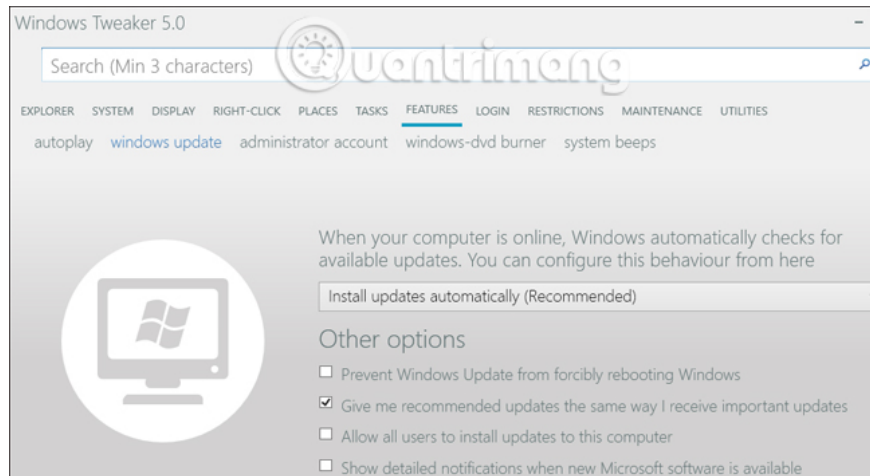 Windows Tweaker 5.0
Quantrimang
Search (Min 3 characters)
EXPLORER SYSTEM DISPLAY RIGHT-CLICK PLACES TASKS FEATURES LOGIN RESTRICTIONS MAINTENANCE UTILITIES
autoplay windows update administrator account windows-dvd burner system beeps
When your computer is online, Windows automatically checks for
available updates. You can configure this behaviour from here
Install updates automatically (Recommended)
Other options
Prevent Windows Update from forcibly rebooting Windows
Give me recommended updates the same way I receive important updates
Allow all users to install updates to this computer
Show detailed notifications when new Microsoft software is available